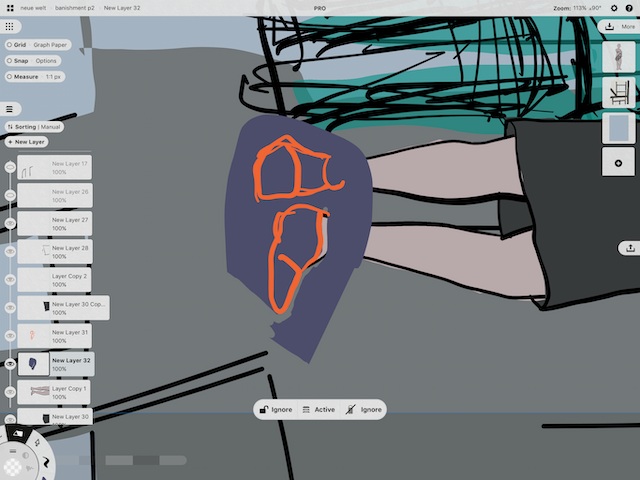 neue welt · banishment p2 · New Layer 32
PRO
Zoom: 113% ∡90°
More
Grid · Graph Paper
Snap · Options
Measure · 1:1 px
Sorting | Manual
New Layer
New Layer 17
100%
New Layer 26
100%
New Layer 27
100%
New Layer 28
100%
Layer Copy 2
100%
New Layer 30 Cop...
100%
New Layer 31
100%
New Layer 32
100%
Layer Copy 1
100%
New Layer 30
100%
Ignore
Active
Ignore